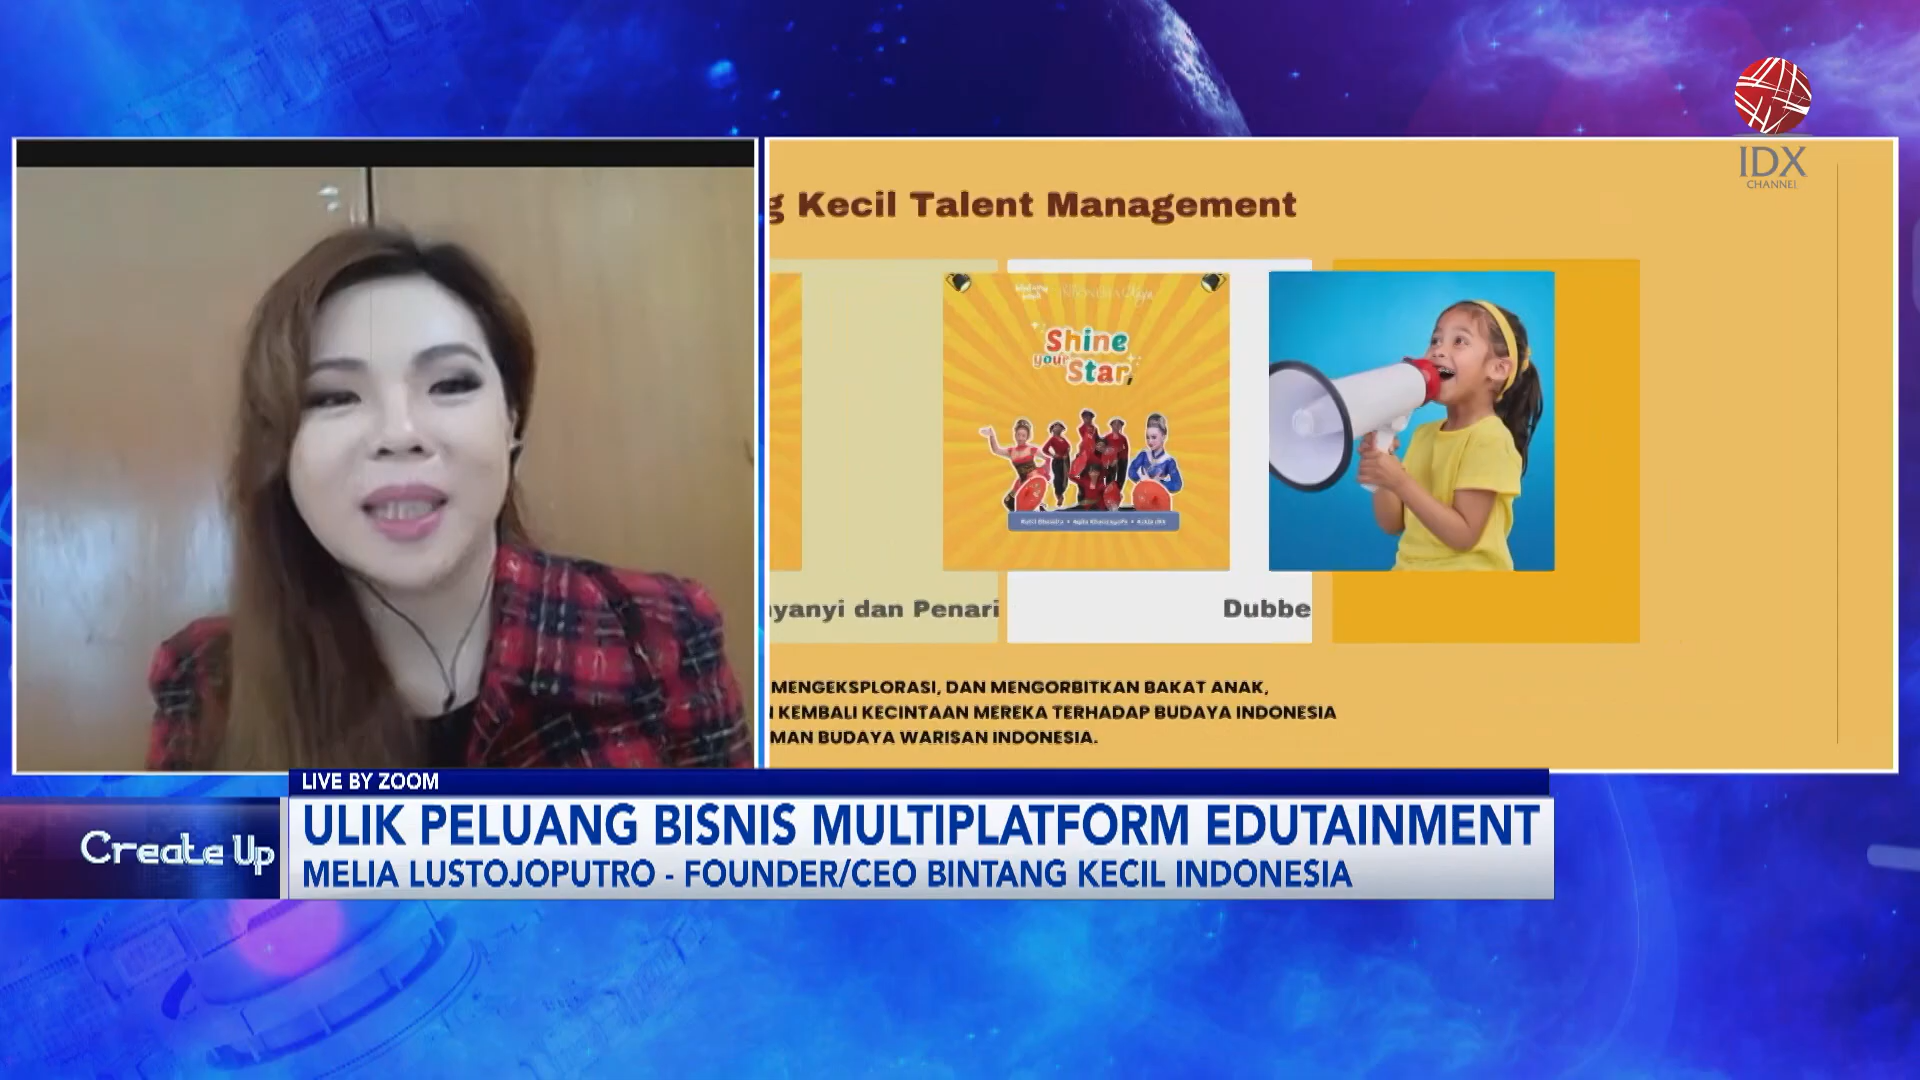 IDX
CHANNEL
g Kecil Talent Management
Shine
your
Star,
nyanyi dan Penari
Dubbe
MENGEKSPLORASI, DAN MENGORBITKAN BAKAT ANAK,
N KEMBALI KECINTAAN MEREKA TERHADAP BUDAYA INDONESIA
MAN BUDAYA WARISAN INDONESIA.
LIVE BY ZOOM
Create Up
ULIK PELUANG BISNIS MULTIPLATFORM EDUTAINMENT
MELIA LUSTOJOPUTRO - FOUNDER/CEO BINTANG KECIL INDONESIA